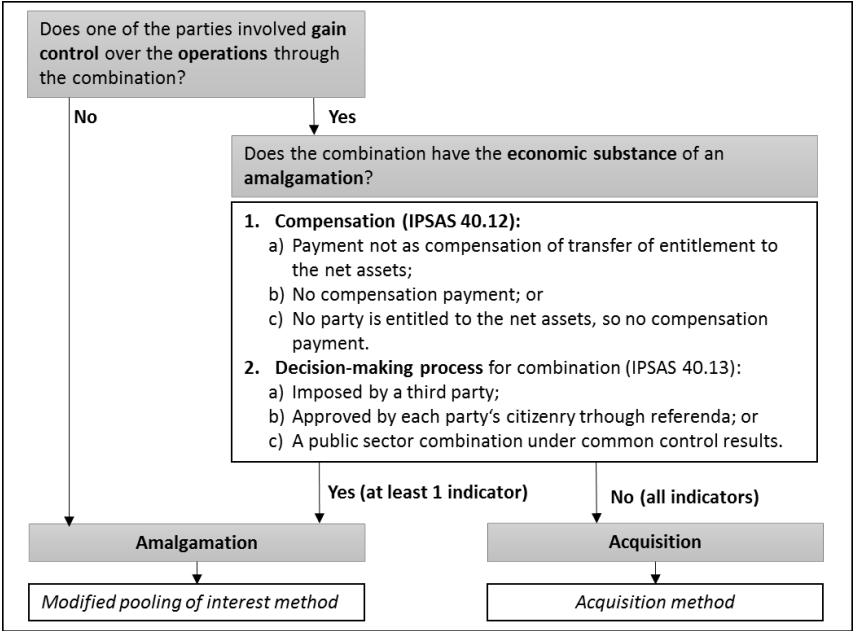 Does one of the parties involved gain
control over the operations through
the combination?
No
Yes
Does the combination have the economic substance of an
amalgamation?
1. Compensation (IPSAS 40.12):
a) Payment not as compensation of transfer of entitlement to
the net assets;
b) No compensation payment; or
c) No party is entitled to the net assets, so no compensation
payment.
2. Decision-making process for combination (IPSAS 40.13):
a) Imposed by a third party;
b) Approved by each party‘s citizenry trhough referenda; or
c) A public sector combination under common control results.
Yes (at least 1 indicator)
No (all indicators)
Amalgamation
Acquisition
Modified pooling of interest method
Acquisition method